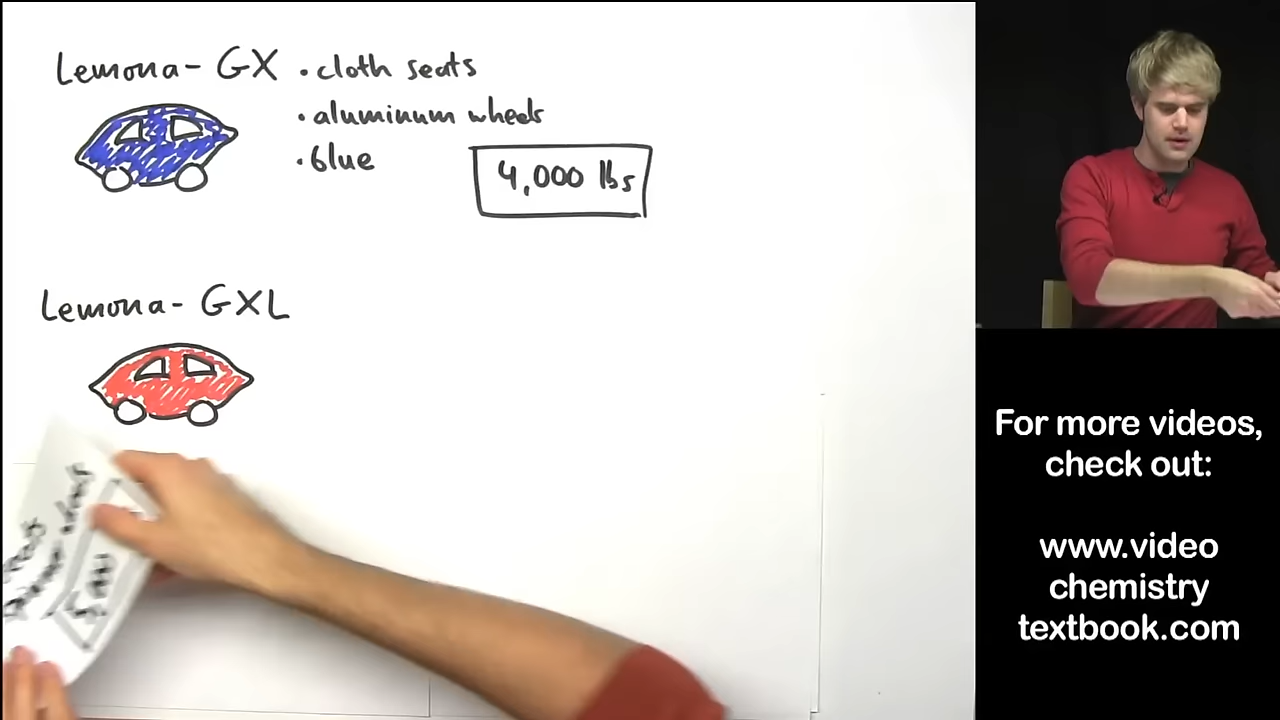 Lemona- GX
• cloth seats
• aluminum wheels
• blue
4,000 lbs
Lemona- GXL
For more videos,
check out:
www.video
chemistry
textbook.com